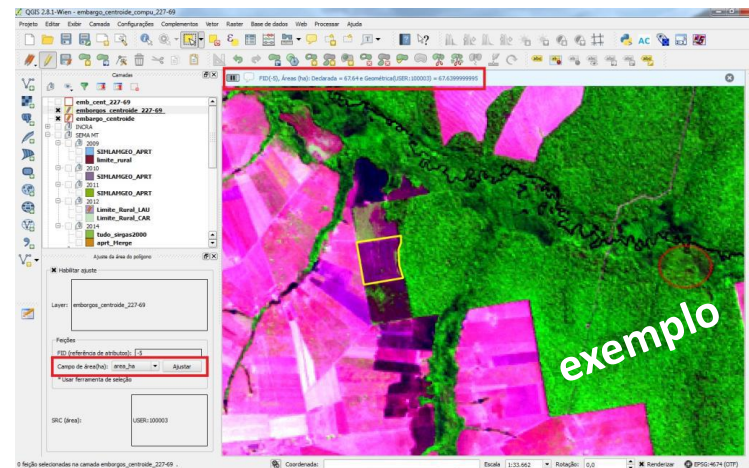 QGIS 2.8.1-Wien - embargo_centroide_compu_227-69
Projeto Editar Exibir Camada Configurações Complementos Vetor Raster Base de dados Web Processar Ajuda
Camadas
FID(-5), Áreas (ha): Declarada = 67.64 e Geométrica(USER:100003) = 67.6399999995
emb_cent_227-69
emborgos_centroide_227-69
embargo_centroide
INCRA
SEMA MT
2009
SIMLAMGEO_APRT
limite_rural
2010
SIMLAMGEO_APRT
2011
SIMLAMGEO_APRT
2012
Limite_Rural_LAU
Limite_Rural_CAR
2014
tudo_siegas2000
aprt_Merge
Ajuste da área do polígono
Habilitar ajuste
Layer: emborgos_centroide_227-69
Feições
FID (referência de atributos): -5
Campo de área(ha): area_ha Ajustar
* Usar ferramenta de seleção
SRC (área): USER:100003
exemplo
0 feição selecionadas na camada emborgos_centroide_227-69 . Coordenada: Escala 1:33.662 Rotação: 0,0 Renderizar EPSG:4674 (OTF)